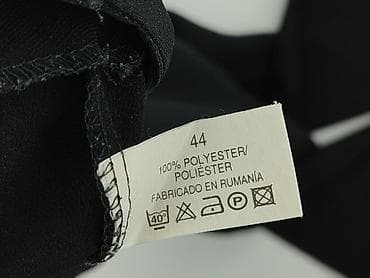 44
100% POLYESTER/
POLIÉSTER
FABRICADO EN RUMANÍA
40° P